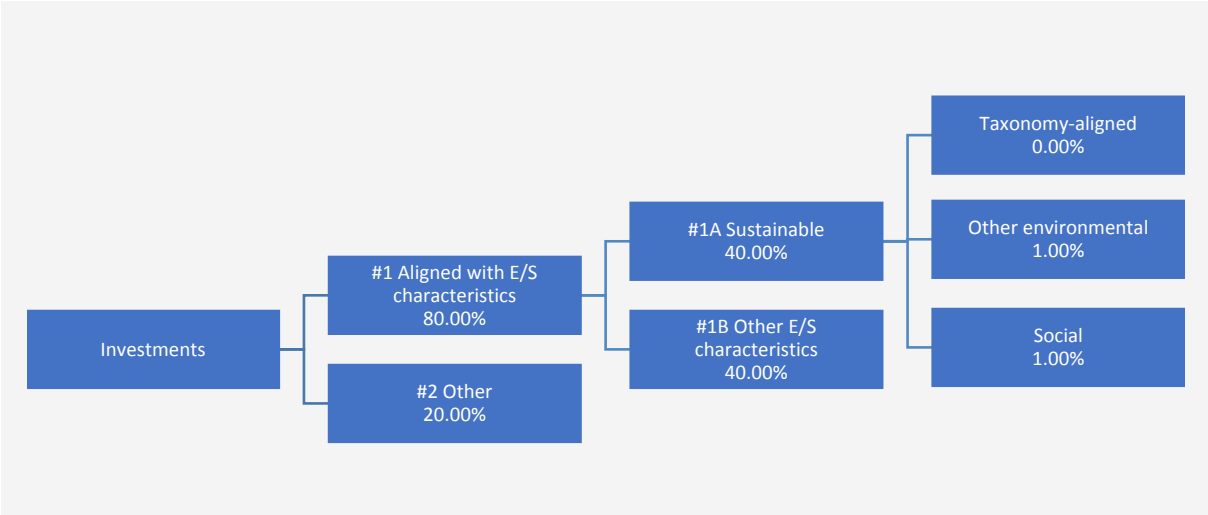 Investments
#1 Aligned with E/S
characteristics
80.00%
#2 Other
20.00%
#1A Sustainable
40.00%
#1B Other E/S
characteristics
40.00%
Taxonomy-aligned
0.00%
Other environmental
1.00%
Social
1.00%